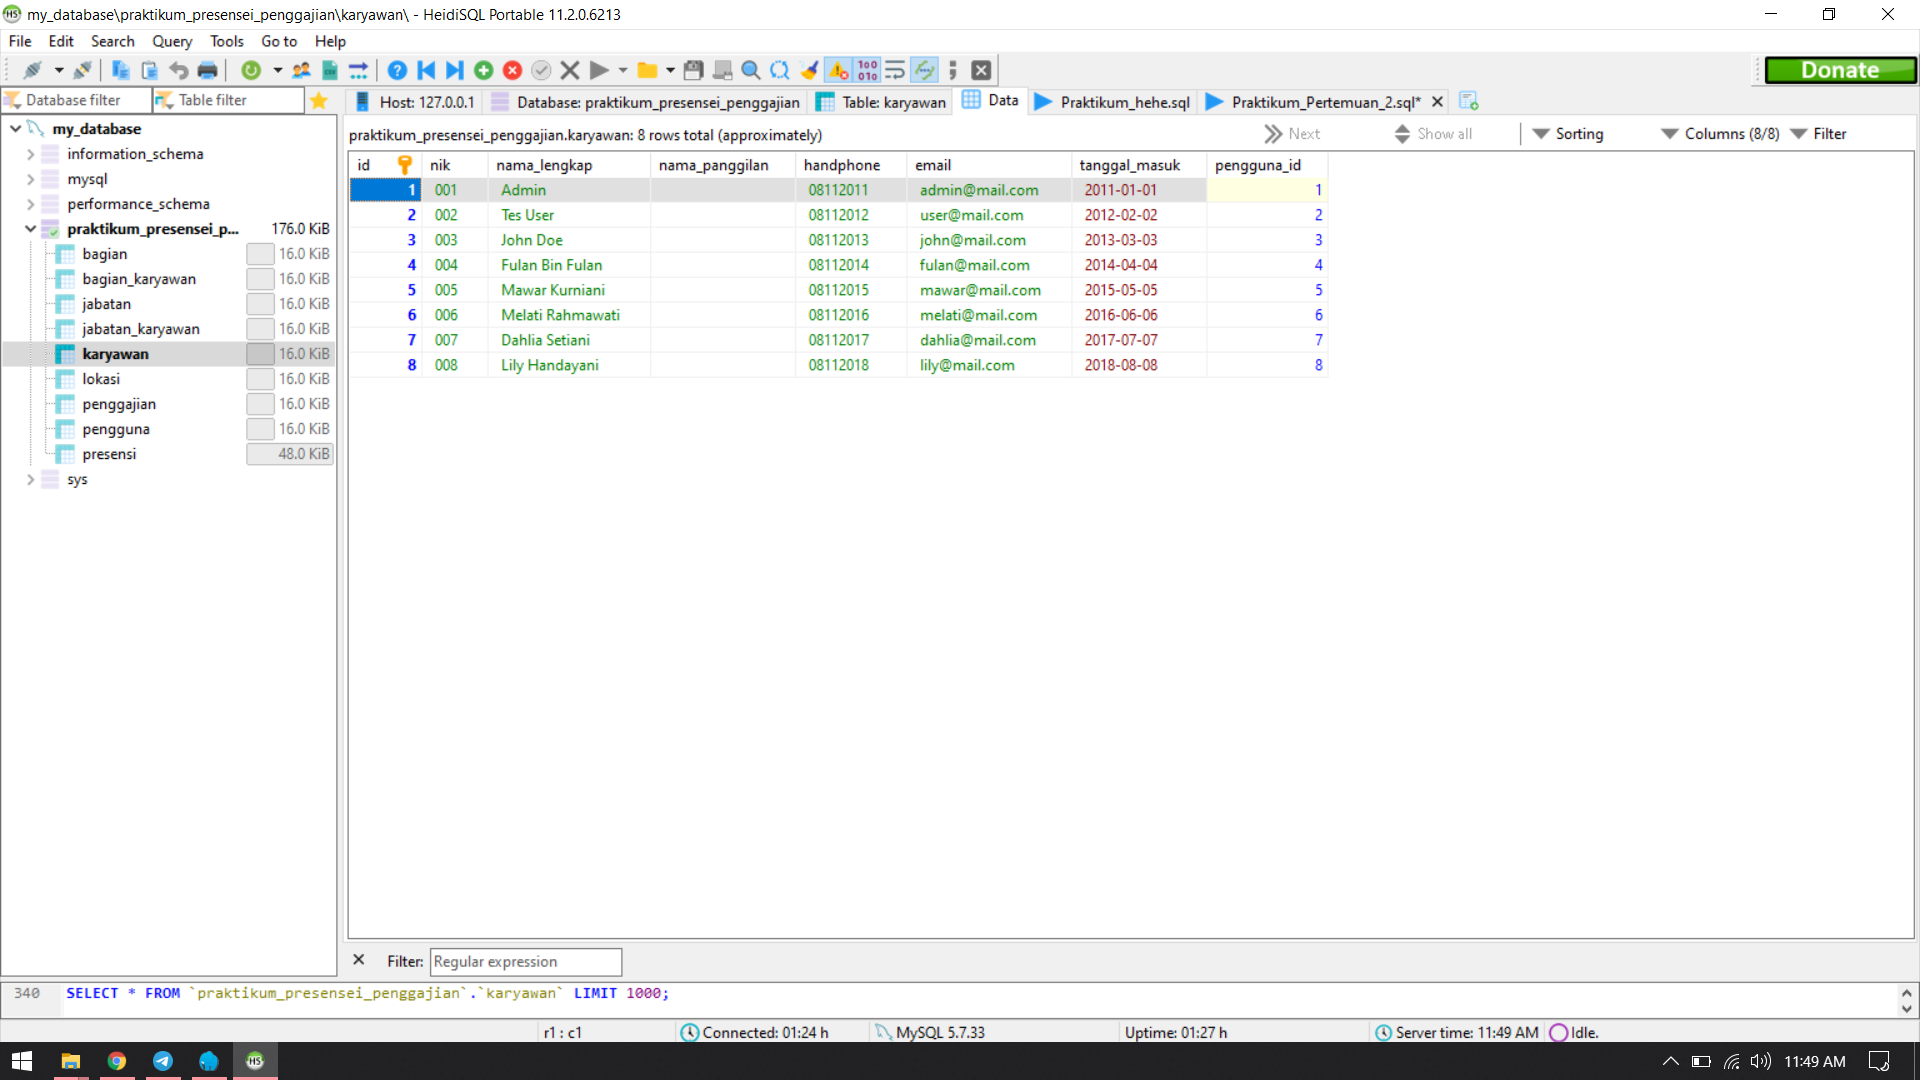 my_database\praktikum_presensei_penggajian\karyawan\ - HeidiSQL Portable 11.2.0.6213
File Edit Search Query Tools Go to Help
Donate
Database filter Table filter
Host: 127.0.0.1 Database: praktikum_presensei_penggajian Table: karyawan Data Praktikum_hehe.sql Praktikum_Pertemuan_2.sql*
my_database
information_schema
mysql
performance_schema
praktikum_presensei_p... 176.0 KiB
bagian 16.0 KiB
bagian_karyawan 16.0 KiB
jabatan 16.0 KiB
jabatan_karyawan 16.0 KiB
karyawan 16.0 KiB
lokasi 16.0 KiB
penggajian 16.0 KiB
pengguna 16.0 KiB
presensi 48.0 KiB
sys
praktikum_presensei_penggajian.karyawan: 8 rows total (approximately) Next Show all Sorting Columns (8/8) Filter
id nik nama_lengkap nama_panggilan handphone email tanggal_masuk pengguna_id
1 001 Admin 08112011 admin@mail.com 2011-01-01 1
2 002 Tes User 08112012 user@mail.com 2012-02-02 2
3 003 John Doe 08112013 john@mail.com 2013-03-03 3
4 004 Fulan Bin Fulan 08112014 fulan@mail.com 2014-04-04 4
5 005 Mawar Kurniani 08112015 mawar@mail.com 2015-05-05 5
6 006 Melati Rahmawati 08112016 melati@mail.com 2016-06-06 6
7 007 Dahlia Setiani 08112017 dahlia@mail.com 2017-07-07 7
8 008 Lily Handayani 08112018 lily@mail.com 2018-08-08 8
Filter: Regular expression
340 SELECT * FROM `praktikum_presensei_penggajian`.`karyawan` LIMIT 1000;
r1 : c1 Connected: 01:24 h MySQL 5.7.33 Uptime: 01:27 h Server time: 11:49 AM Idle.
HS 11:49 AM